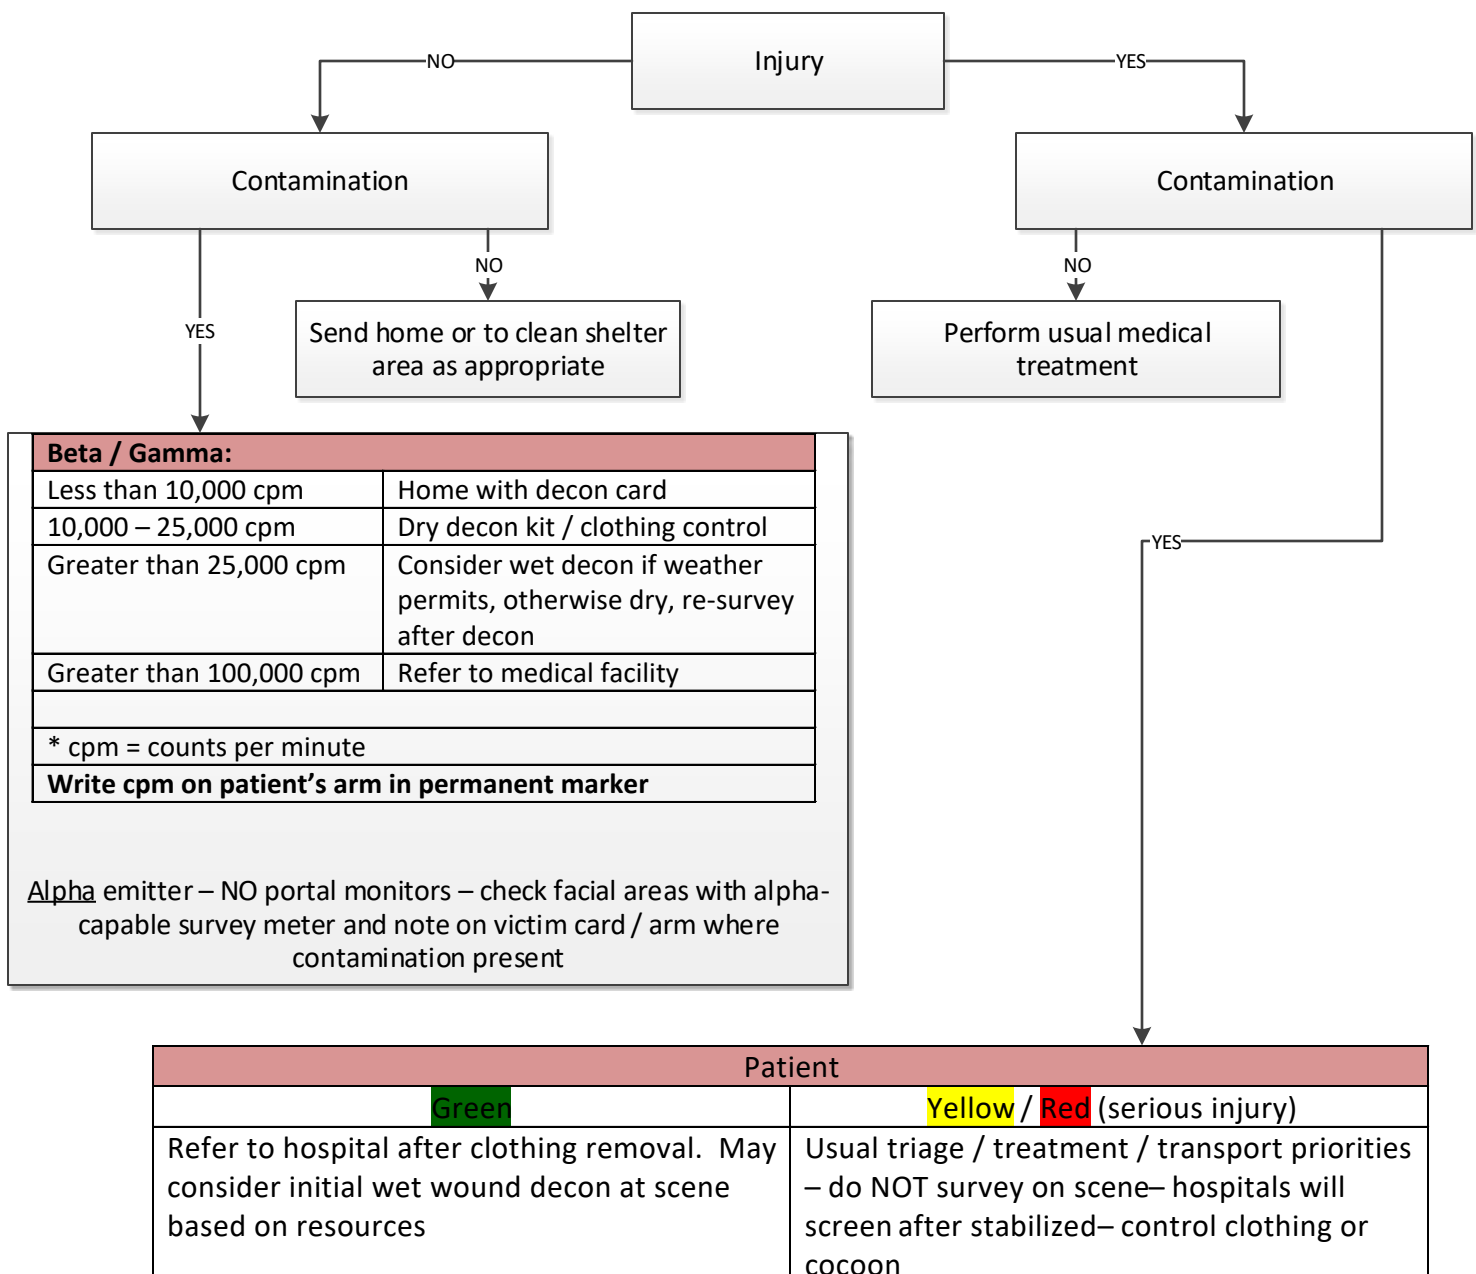 Injury
NO
YES
Contamination
Contamination
NO
NO
YES
Send home or to clean shelter
area as appropriate
Perform usual medical
treatment
Beta / Gamma:
Less than 10,000 cpm
Home with decon card
10,000 – 25,000 cpm
Dry decon kit / clothing control
Greater than 25,000 cpm
Consider wet decon if weather
permits, otherwise dry, re-survey
after decon
Greater than 100,000 cpm
Refer to medical facility
* cpm = counts per minute
Write cpm on patient’s arm in permanent marker
Alpha emitter – NO portal monitors – check facial areas with alpha-
capable survey meter and note on victim card / arm where
contamination present
YES
Patient
Green
Yellow / Red (serious injury)
Refer to hospital after clothing removal.  May
consider initial wet wound decon at scene
based on resources
Usual triage / treatment / transport priorities
– do NOT survey on scene– hospitals will
screen after stabilized– control clothing or
cocoon